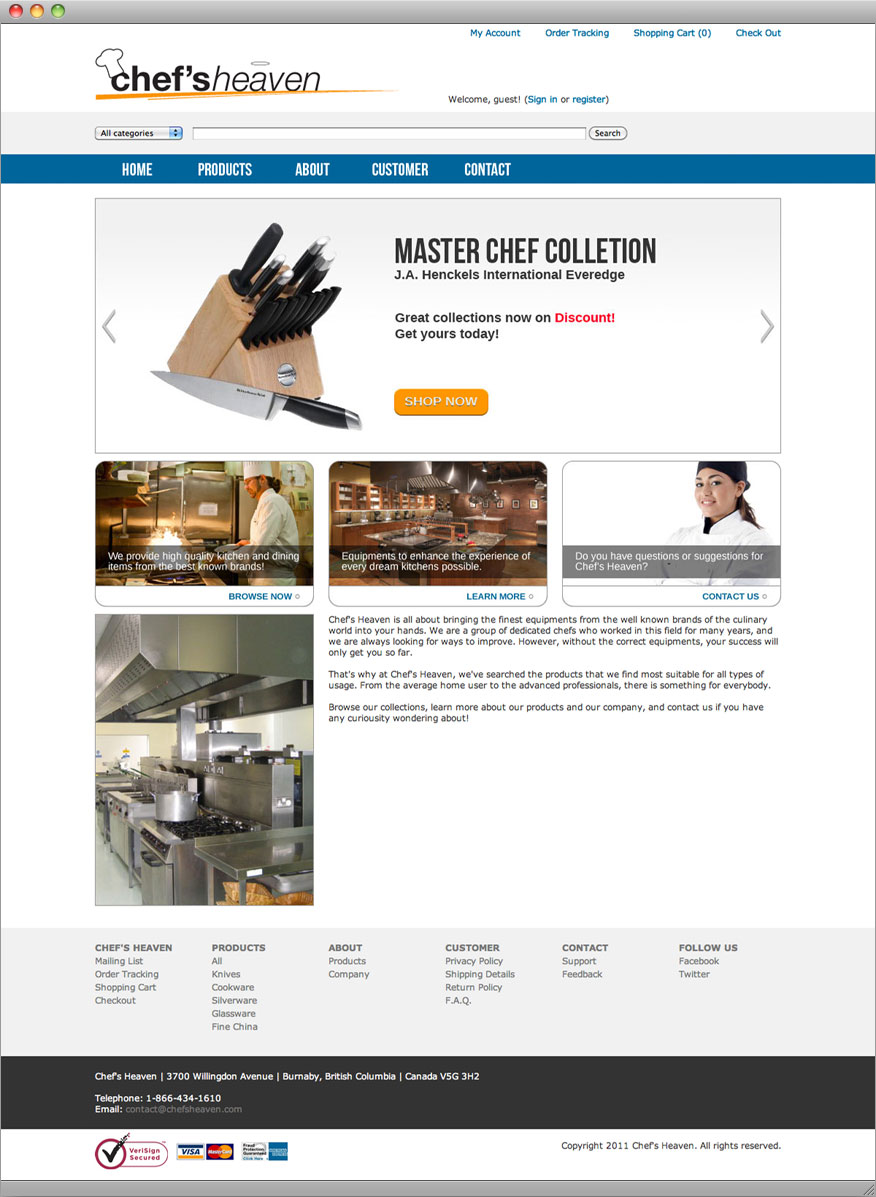 My Account Order Tracking Shopping Cart (0) Check Out
chef'sheaven
Welcome, guest! (Sign in or register)
All categories Search
HOME PRODUCTS ABOUT CUSTOMER CONTACT
MASTER CHEF COLLETION
J.A. Henckels International Everedge
Great collections now on Discount!
Get yours today!
SHOP NOW
We provide high quality kitchen and dining
items from the best known brands!
BROWSE NOW
Equipments to enhance the experience of
every dream kitchens possible.
LEARN MORE
Do you have questions or suggestions for
Chef's Heaven?
CONTACT US
Chef's Heaven is all about bringing the finest equipments from the well known brands of the culinary
world into your hands. We are a group of dedicated chefs who worked in this field for many years, and
we are always looking for ways to improve. However, without the correct equipments, your success will
only get you so far.
That's why at Chef's Heaven, we've searched the products that we find most suitable for all types of
usage. From the average home user to the advanced professionals, there is something for everybody.
Browse our collections, learn more about our products and our company, and contact us if you have
any curiousity wondering about!
CHEF'S HEAVEN
Mailing List
Order Tracking
Shopping Cart
Checkout
PRODUCTS
All
Knives
Cookware
Silverware
Glassware
Fine China
ABOUT
Products
Company
CUSTOMER
Privacy Policy
Shipping Details
Return Policy
F.A.Q.
CONTACT
Support
Feedback
FOLLOW US
Facebook
Twitter
Chef's Heaven | 3700 Willingdon Avenue | Burnaby, British Columbia | Canada V5G 3H2
Telephone: 1-866-434-1610
Email: contact@chefsheaven.com
VeriSign
Secured
VISA MasterCard
Fraud
Protection
Guaranteed
Click Here
Copyright 2011 Chef's Heaven. All rights reserved.